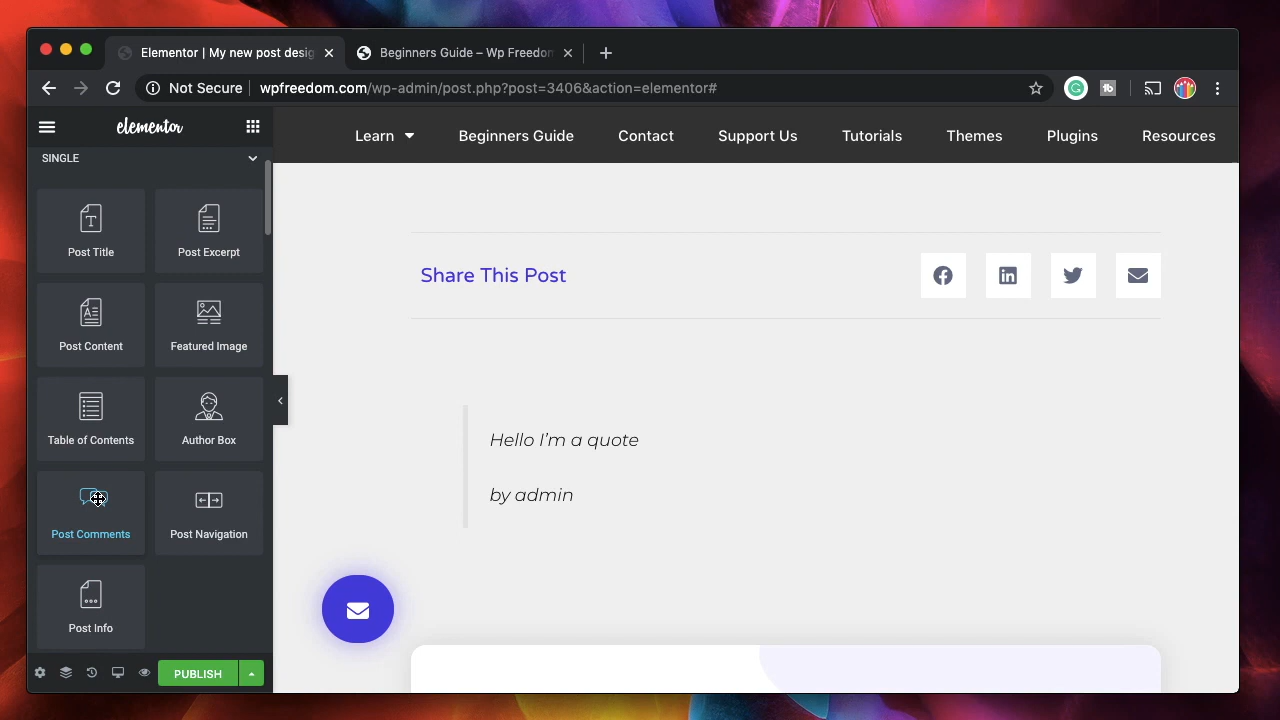 Elementor | My new post desig
Beginners Guide – Wp Freedom
Not Secure
wpfreedom.com/wp-admin/post.php?post=3406&action=elementor#
elementor
Learn
Beginners Guide
Contact
Support Us
Tutorials
Themes
Plugins
Resources
SINGLE
Post Title
Post Excerpt
Post Content
Featured Image
Table of Contents
Author Box
Post Comments
Post Navigation
Post Info
PUBLISH
Share This Post
Hello I'm a quote
by admin